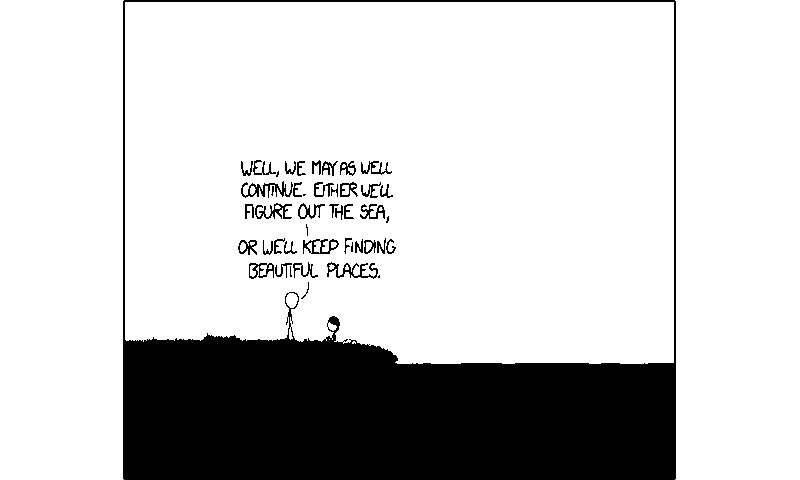 WELL, WE MAY AS WELL
CONTINUE. EITHER WE'LL
FIGURE OUT THE SEA,
OR WE'LL KEEP FINDING
BEAUTIFUL PLACES.